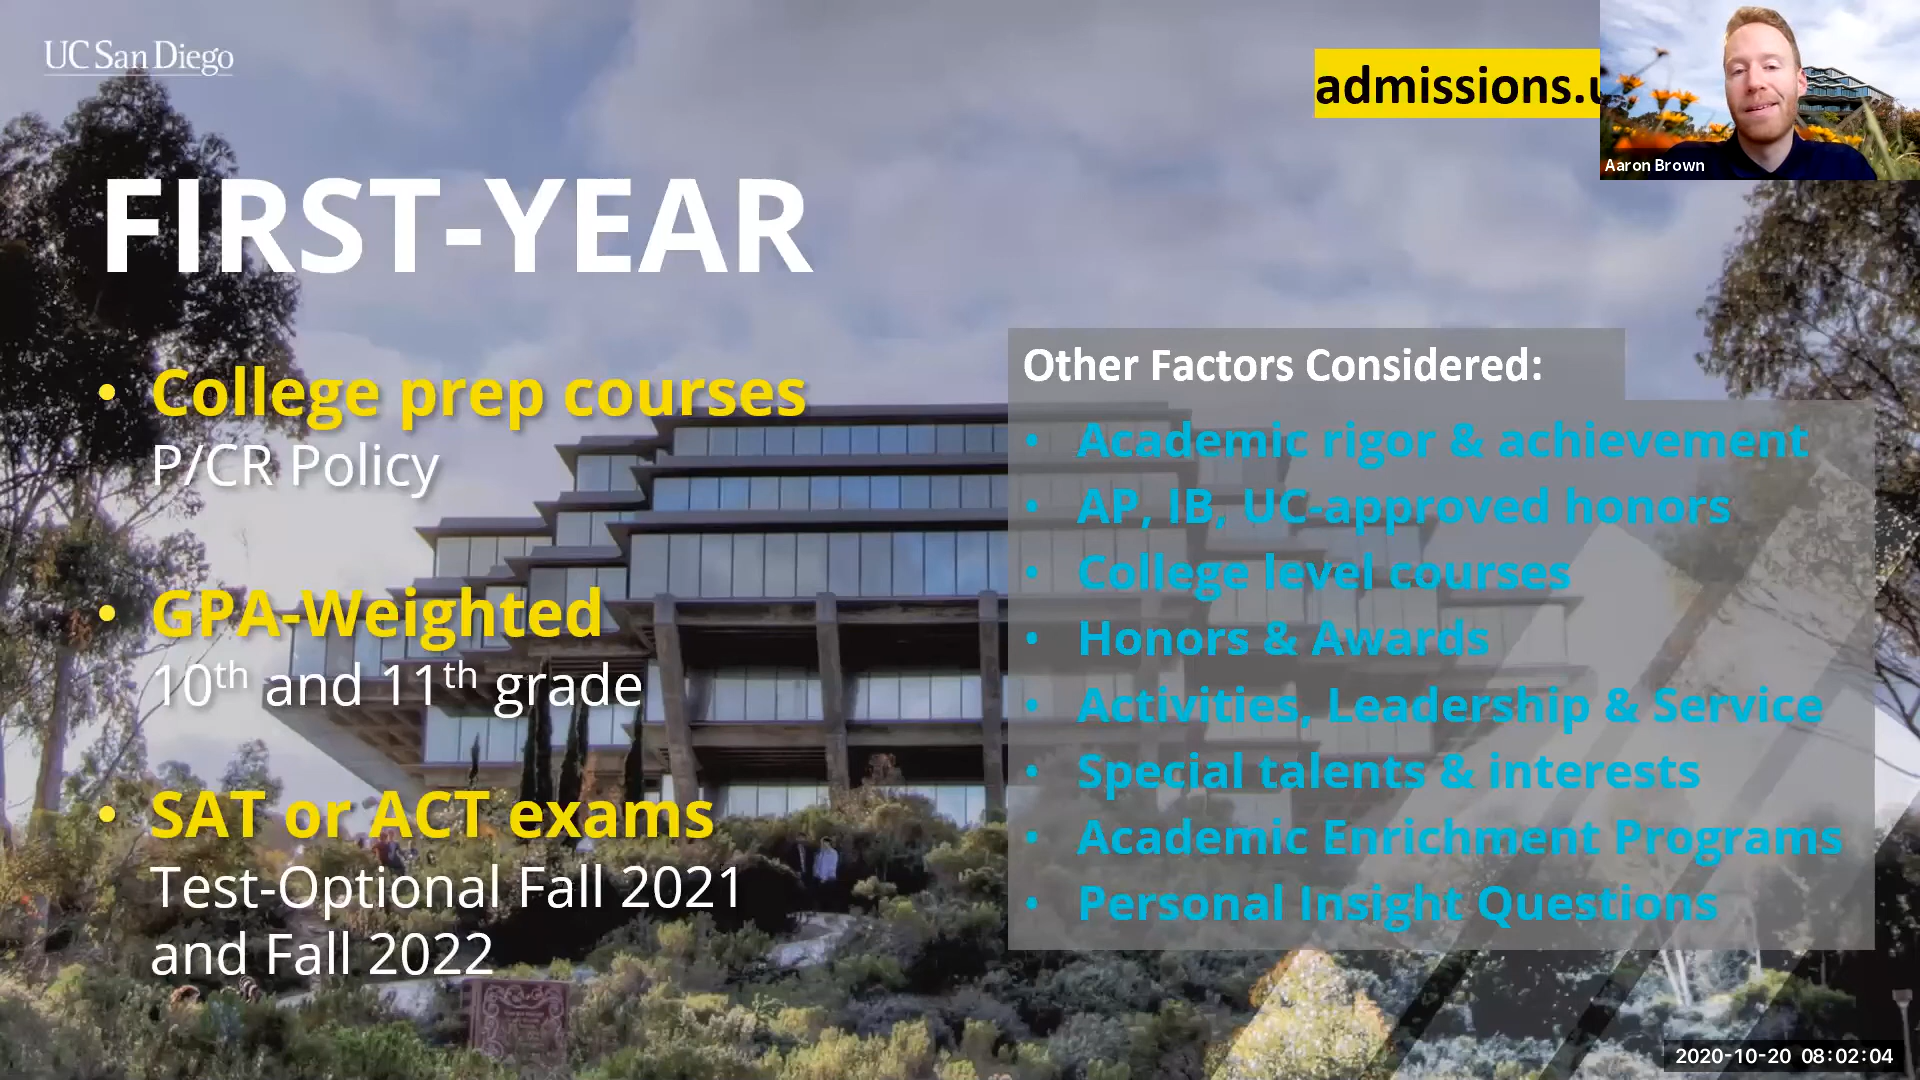 UC San Diego
admissions.
Aaron Brown
FIRST-YEAR
• College prep courses
P/CR Policy
• GPA-Weighted
10th and 11th grade
• SAT or ACT exams
Test-Optional Fall 2021
and Fall 2022
Other Factors Considered:
• Academic rigor & achievement
• AP, IB, UC-approved honors
• College level courses
• Honors & Awards
• Activities, Leadership & Service
• Special talents & interests
• Academic Enrichment Programs
• Personal Insight Questions
2020-10-20 08:02:04